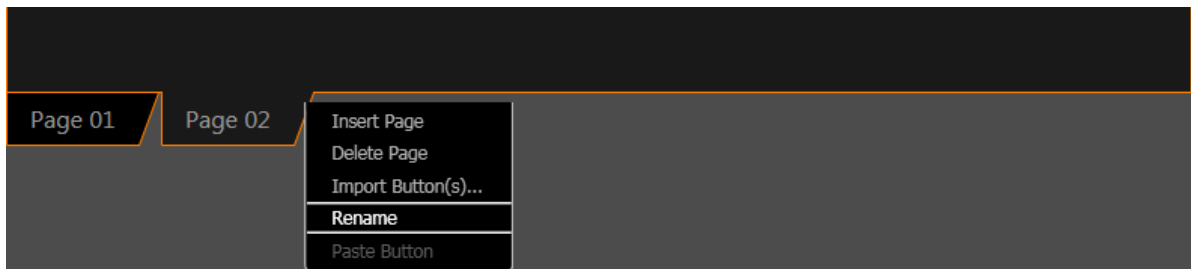 Page 01
Page 02
Insert Page
Delete Page
Import Button(s)...
Rename
Paste Button